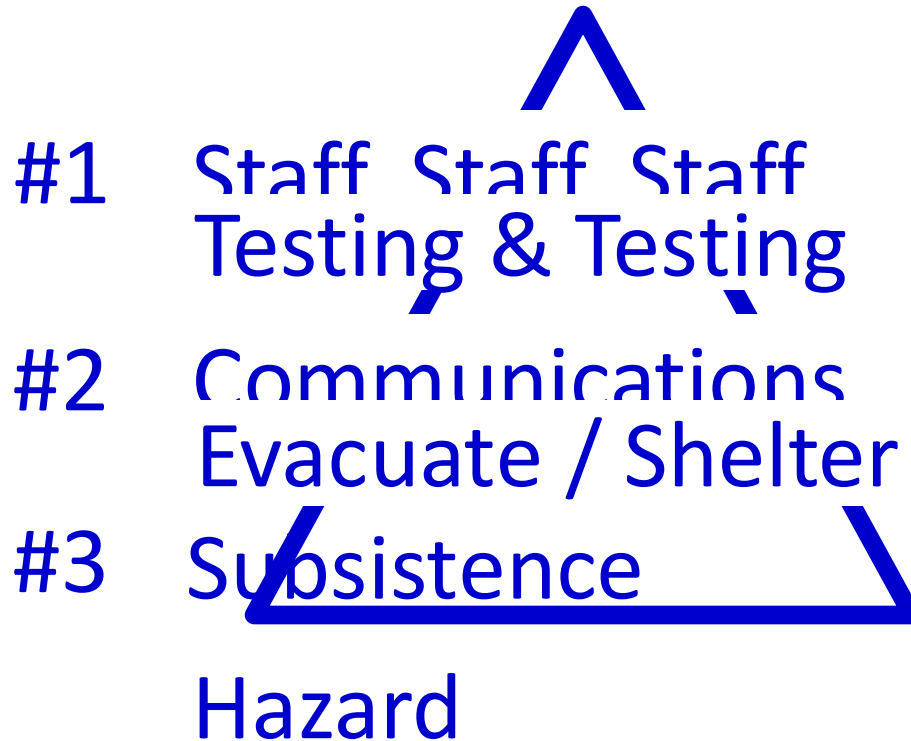 #1 Staff Staff Staff
Testing & Testing
#2 Communications
Evacuate / Shelter
#3 Subsistence
Hazard